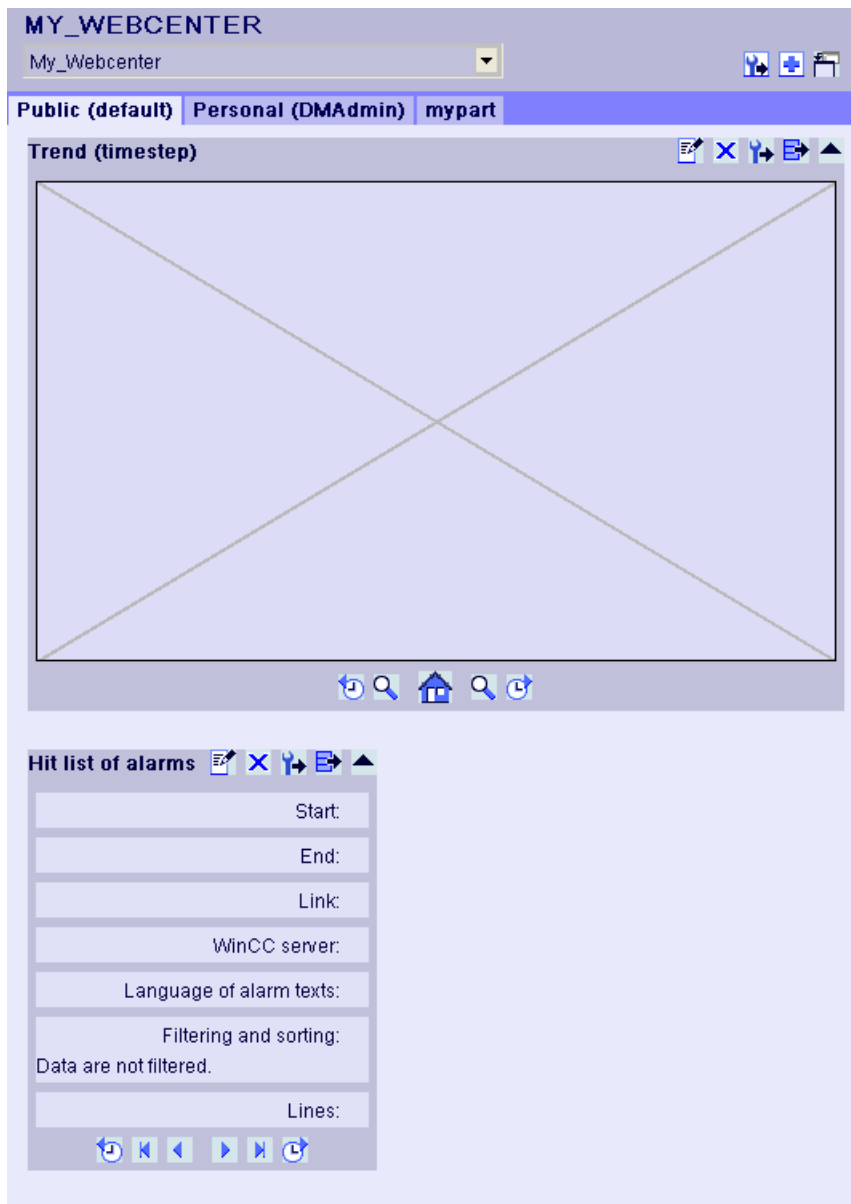 MY_WEBCENTER
My_Webcenter
Public (default) Personal (DMAdmin) mypart
Trend (timestep)
Hit list of alarms
Start:
End:
Link:
WinCC server:
Language of alarm texts:
Filtering and sorting:
Data are not filtered.
Lines: